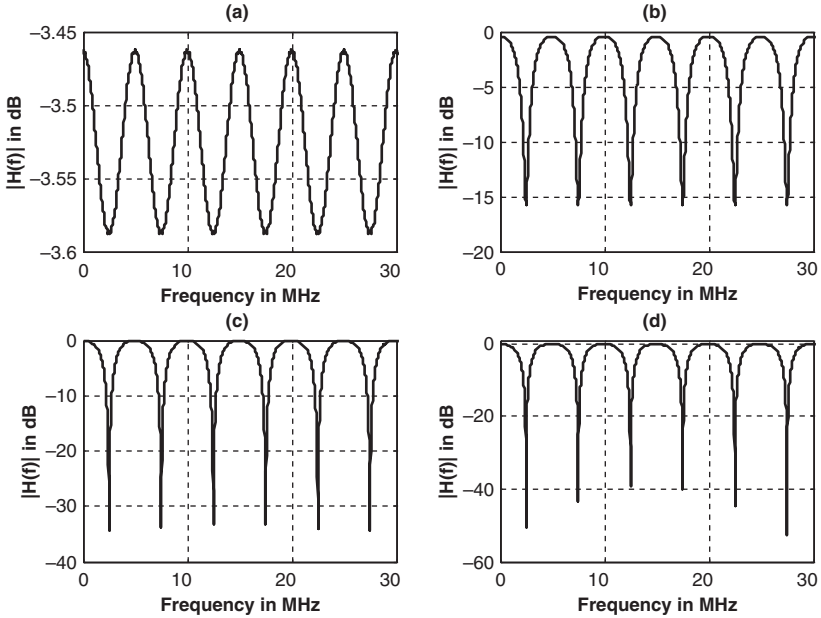 (a)
|H(f)| in dB
–3.45
–3.5
–3.55
–3.6
0
10
20
30
Frequency in MHz
(b)
|H(f)| in dB
0
–5
–10
–15
–20
0
10
20
30
Frequency in MHz
(c)
|H(f)| in dB
0
–10
–20
–30
–40
0
10
20
30
Frequency in MHz
(d)
|H(f)| in dB
0
–20
–40
–60
0
10
20
30
Frequency in MHz